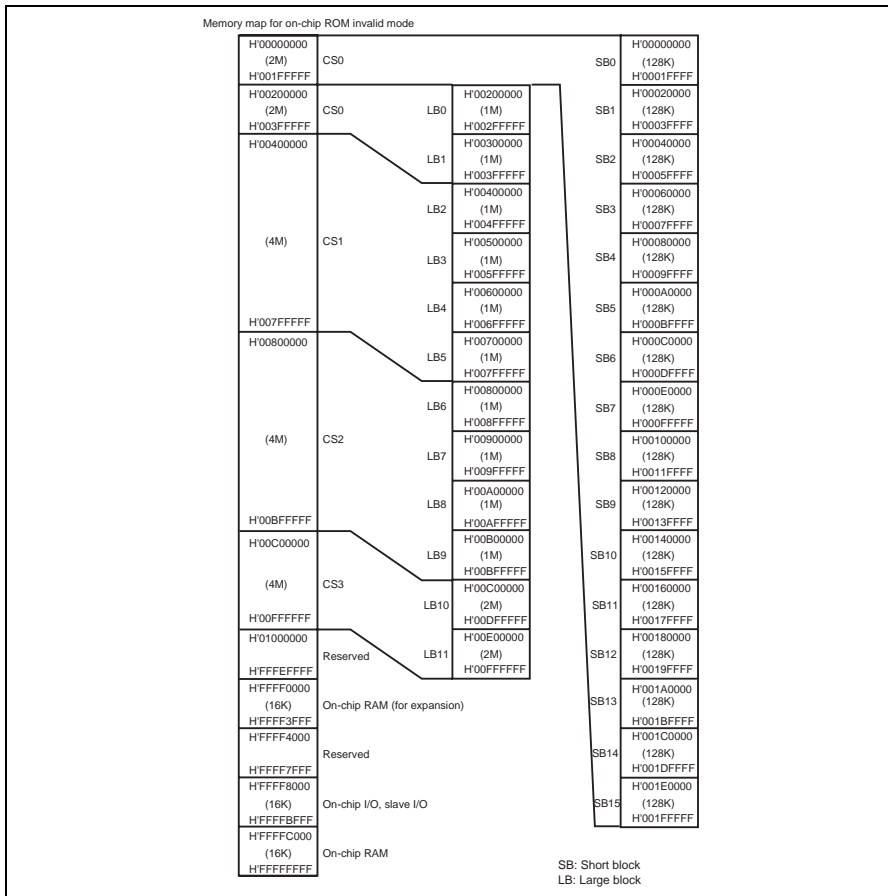 Memory map for on-chip ROM invalid mode
H'00000000
(2M)
H'001FFFFF
CS0
H'00200000
(2M)
H'003FFFFF
CS0
H'00400000
(4M)
H'007FFFFF
CS1
H'00800000
(4M)
H'00BFFFFF
CS2
H'00C00000
(4M)
H'00FFFFFF
CS3
H'01000000
H'FFFEFFFF
Reserved
H'FFFF0000
(16K)
H'FFFF3FFF
On-chip RAM (for expansion)
H'FFFF4000
H'FFFF7FFF
Reserved
H'FFFF8000
(16K)
H'FFFFBFFF
On-chip I/O, slave I/O
H'FFFFC000
(16K)
H'FFFFFFFF
On-chip RAM
LB0
H'00200000
(1M)
H'002FFFFF
LB1
H'00300000
(1M)
H'003FFFFF
LB2
H'00400000
(1M)
H'004FFFFF
LB3
H'00500000
(1M)
H'005FFFFF
LB4
H'00600000
(1M)
H'006FFFFF
LB5
H'00700000
(1M)
H'007FFFFF
LB6
H'00800000
(1M)
H'008FFFFF
LB7
H'00900000
(1M)
H'009FFFFF
LB8
H'00A00000
(1M)
H'00AFFFFF
LB9
H'00B00000
(1M)
H'00BFFFFF
LB10
H'00C00000
(2M)
H'00DFFFFF
LB11
H'00E00000
(2M)
H'00FFFFFF
SB0
H'00000000
(128K)
H'0001FFFF
SB1
H'00020000
(128K)
H'0003FFFF
SB2
H'00040000
(128K)
H'0005FFFF
SB3
H'00060000
(128K)
H'0007FFFF
SB4
H'00080000
(128K)
H'0009FFFF
SB5
H'000A0000
(128K)
H'000BFFFF
SB6
H'000C0000
(128K)
H'000DFFFF
SB7
H'000E0000
(128K)
H'000FFFFF
SB8
H'00100000
(128K)
H'0011FFFF
SB9
H'00120000
(128K)
H'0013FFFF
SB10
H'00140000
(128K)
H'0015FFFF
SB11
H'00160000
(128K)
H'0017FFFF
SB12
H'00180000
(128K)
H'0019FFFF
SB13
H'001A0000
(128K)
H'001BFFFF
SB14
H'001C0000
(128K)
H'001DFFFF
SB15
H'001E0000
(128K)
H'001FFFFF
SB: Short block
LB: Large block